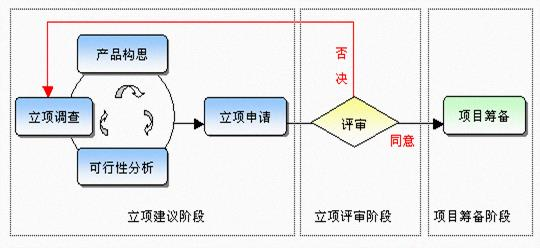 产品构思
否
决
立项调查
立项申请
评审
同意
项目筹备
可行性分析
立项建议阶段
立项评审阶段
项目筹备阶段